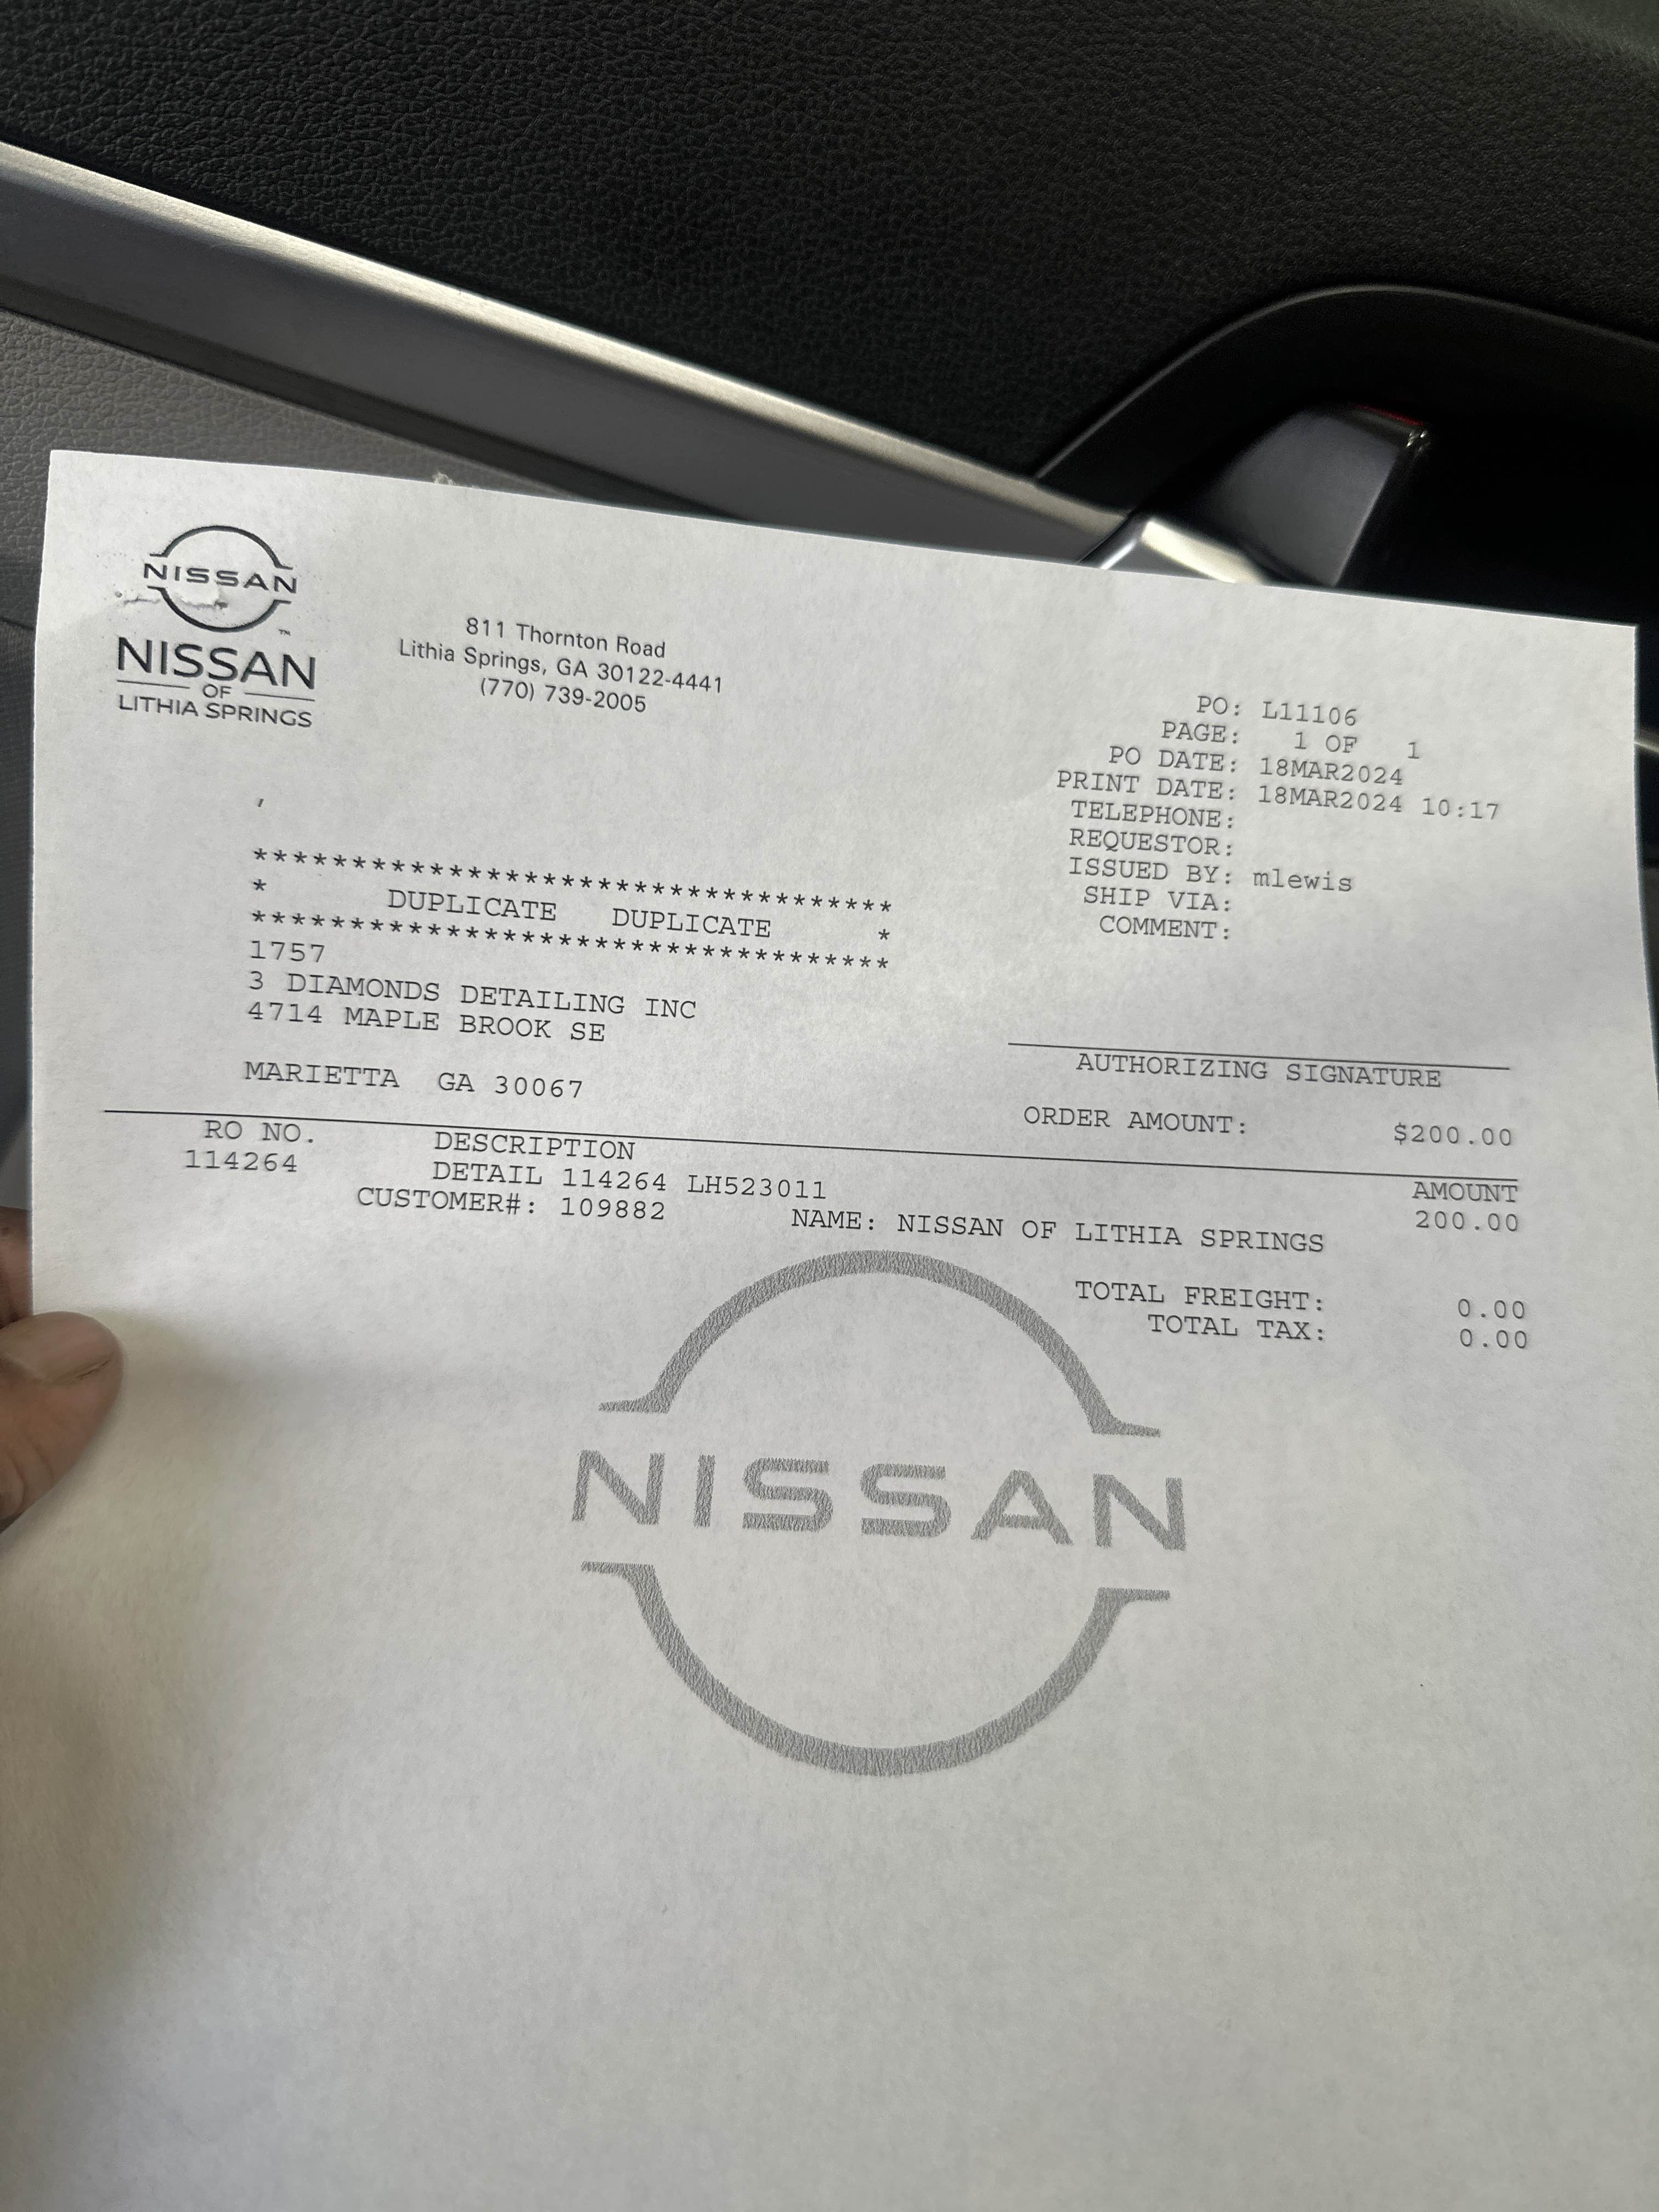 NISSAN
NISSAN
OF
LITHIA SPRINGS
811 Thornton Road
Lithia Springs, GA 30122-4441
(770) 739-2005
PO: L11106
PAGE: 1 OF 1
PO DATE: 18MAR2024
PRINT DATE: 18MAR2024 10:17
TELEPHONE:
REQUESTOR:
ISSUED BY: mlewis
SHIP VIA:
COMMENT:
*********************************
* DUPLICATE DUPLICATE *
*********************************
1757
3 DIAMONDS DETAILING INC
4714 MAPLE BROOK SE
MARIETTA GA 30067
AUTHORIZING SIGNATURE
ORDER AMOUNT: $200.00
RO NO. DESCRIPTION AMOUNT
114264 DETAIL 114264 LH523011 200.00
CUSTOMER#: 109882 NAME: NISSAN OF LITHIA SPRINGS
TOTAL FREIGHT: 0.00
TOTAL TAX: 0.00
NISSAN